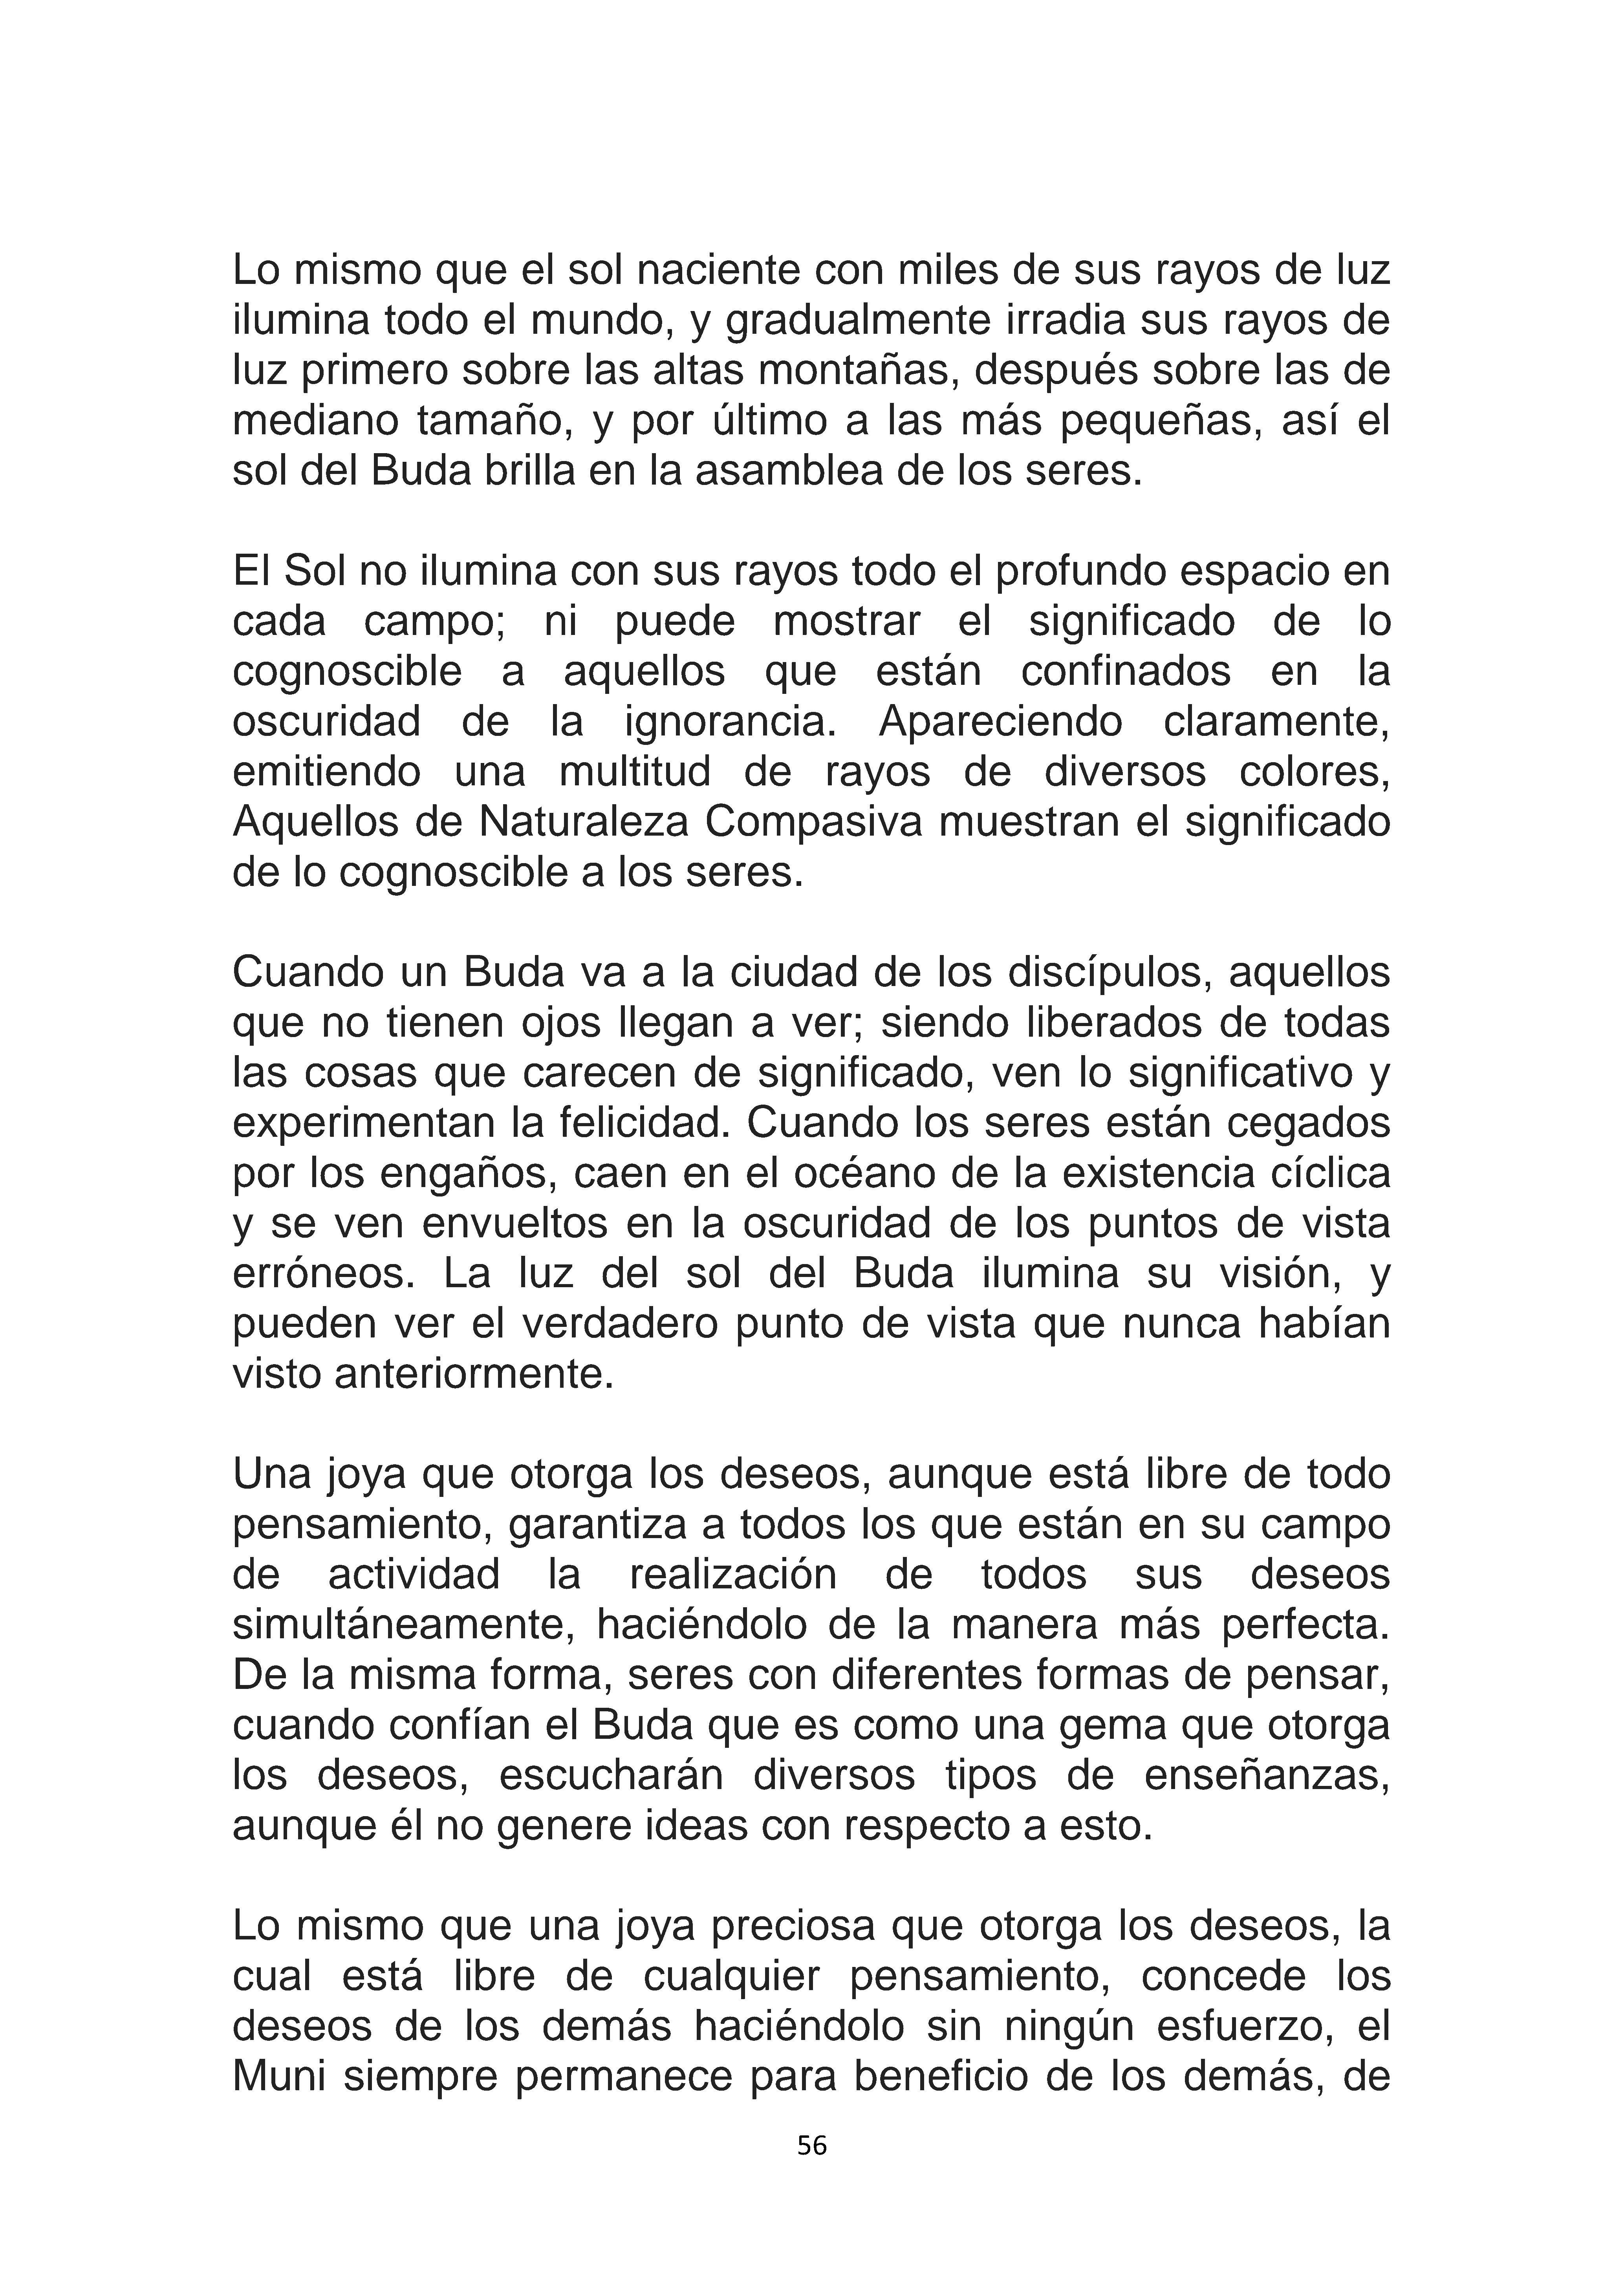 Lo mismo que el sol naciente con miles de sus rayos de luz
ilumina todo el mundo, y gradualmente irradia sus rayos de
luz primero sobre las altas montañas, después sobre las de
mediano tamaño, y por último a las más pequeñas, así el
sol del Buda brilla en la asamblea de los seres.
El Sol no ilumina con sus rayos todo el profundo espacio en
cada campo; ni puede mostrar el significado de lo
cognoscible a aquellos que están confinados en la
oscuridad de la ignorancia. Apareciendo claramente,
emitiendo una multitud de rayos de diversos colores,
Aquellos de Naturaleza Compasiva muestran el significado
de lo cognoscible a los seres.
Cuando un Buda va a la ciudad de los discípulos, aquellos
que no tienen ojos llegan a ver; siendo liberados de todas
las cosas que carecen de significado, ven lo significativo y
experimentan la felicidad. Cuando los seres están cegados
por los engaños, caen en el océano de la existencia cíclica
y se ven envueltos en la oscuridad de los puntos de vista
erróneos. La luz del sol del Buda ilumina su visión, y
pueden ver el verdadero punto de vista que nunca habían
visto anteriormente.
Una joya que otorga los deseos, aunque está libre de todo
pensamiento, garantiza a todos los que están en su campo
de actividad la realización de todos sus deseos
simultáneamente, haciéndolo de la manera más perfecta.
De la misma forma, seres con diferentes formas de pensar,
cuando confían el Buda que es como una gema que otorga
los deseos, escucharán diversos tipos de enseñanzas,
aunque él no genere ideas con respecto a esto.
Lo mismo que una joya preciosa que otorga los deseos, la
cual está libre de cualquier pensamiento, concede los
deseos de los demás haciéndolo sin ningún esfuerzo, el
Muni siempre permanece para beneficio de los demás, de
56